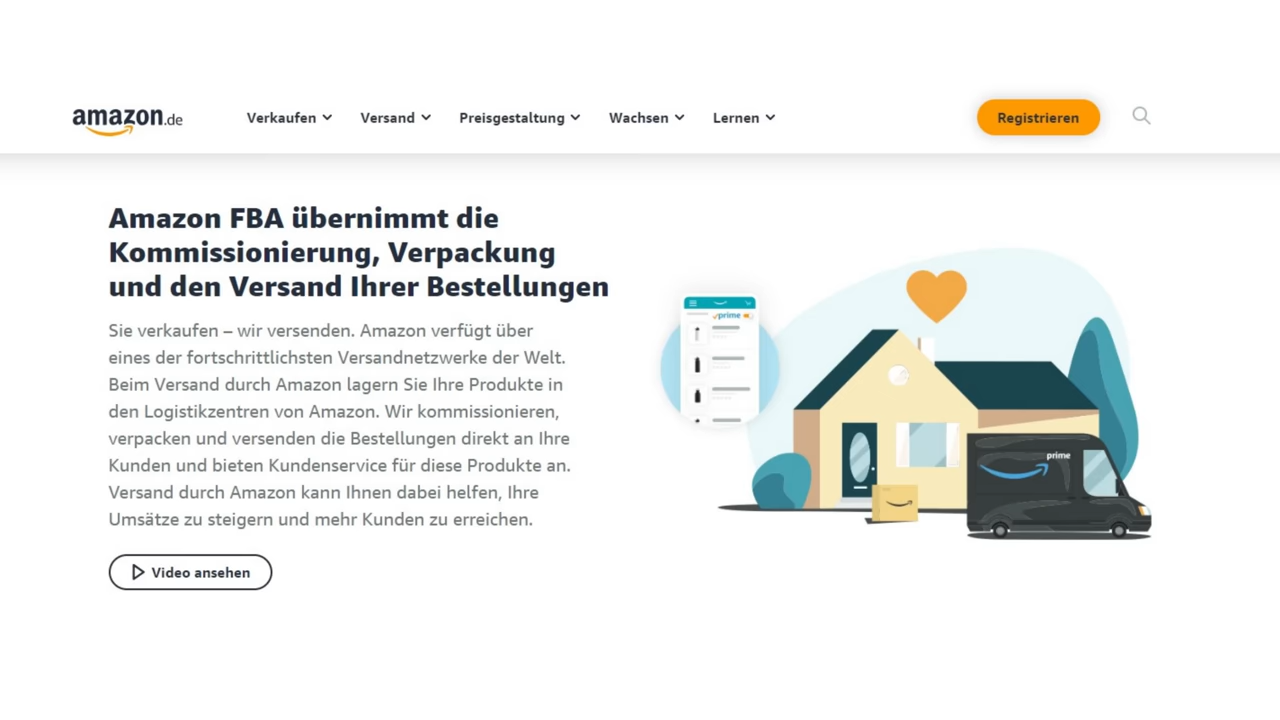 amazon.de
Verkaufen
Versand
Preisgestaltung
Wachsen
Lernen
Registrieren
Amazon FBA übernimmt die
Kommissionierung, Verpackung
und den Versand Ihrer Bestellungen
Sie verkaufen – wir versenden. Amazon verfügt über
eines der fortschrittlichsten Versandnetzwerke der Welt.
Beim Versand durch Amazon lagern Sie Ihre Produkte in
den Logistikzentren von Amazon. Wir kommissionieren,
verpacken und versenden die Bestellungen direkt an Ihre
Kunden und bieten Kundenservice für diese Produkte an.
Versand durch Amazon kann Ihnen dabei helfen, Ihre
Umsätze zu steigern und mehr Kunden zu erreichen.
Video ansehen
prime
prime